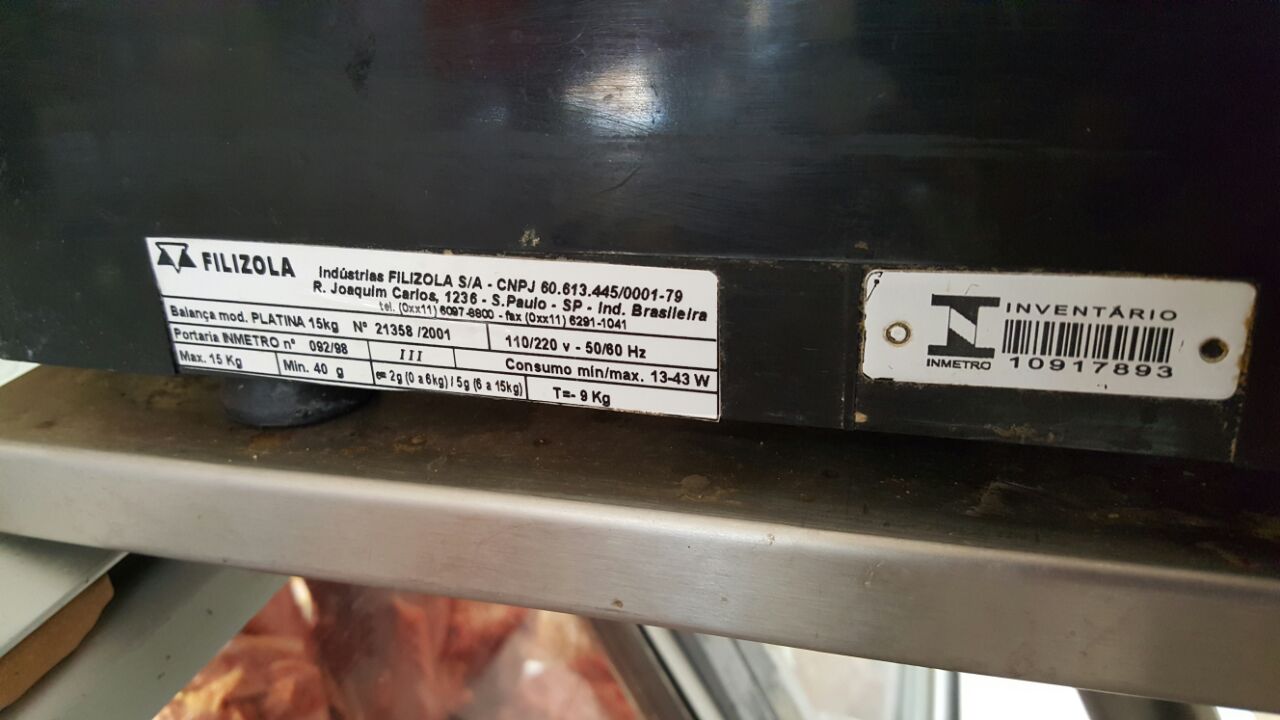 FILIZOLA
Indústrias FILIZOLA S/A - CNPJ 60.613.445/0001-79
R. Joaquim Carlos, 1236 - S.Paulo - SP - Ind. Brasileira
tel. (0xx11) 6097-8800 - fax (0xx11) 6291-1041
Balança mod. PLATINA 15kg Nº 21358 /2001
110/220 v - 50/60 Hz
Portaria INMETRO nº 092/98
III
Consumo min/max. 13-43 W
Max. 15 Kg
Min. 40 g
e= 2g (0 a 6kg) / 5g (6 a 15kg)
T=- 9 Kg
INMETRO
INVENTÁRIO
10917893